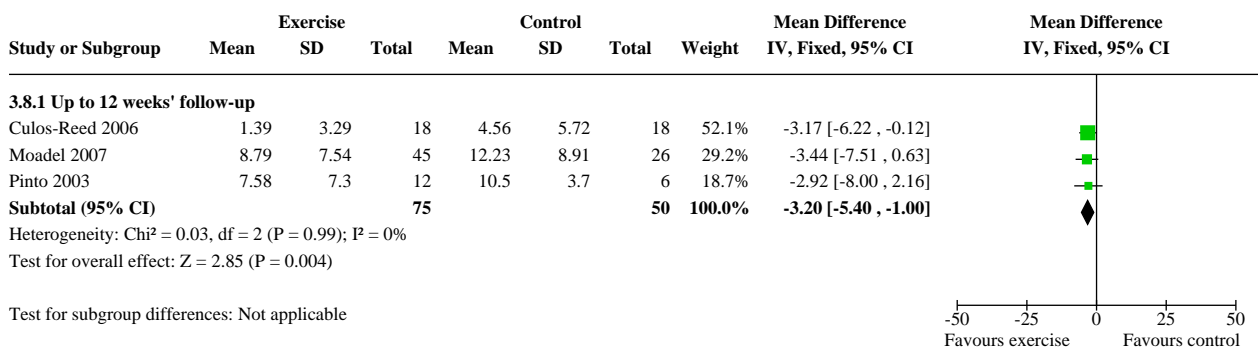 Exercise Control Mean Difference Mean Difference
Study or Subgroup Mean SD Total Mean SD Total Weight IV, Fixed, 95% CI IV, Fixed, 95% CI
3.8.1 Up to 12 weeks' follow-up
Culos-Reed 2006 1.39 3.29 18 4.56 5.72 18 52.1% -3.17 [-6.22 , -0.12]
Moadel 2007 8.79 7.54 45 12.23 8.91 26 29.2% -3.44 [-7.51 , 0.63]
Pinto 2003 7.58 7.3 12 10.5 3.7 6 18.7% -2.92 [-8.00 , 2.16]
Subtotal (95% CI) 75 50 100.0% -3.20 [-5.40 , -1.00]
Heterogeneity: Chi² = 0.03, df = 2 (P = 0.99); I² = 0%
Test for overall effect: Z = 2.85 (P = 0.004)
Test for subgroup differences: Not applicable
-50 -25 0 25 50
Favours exercise Favours control